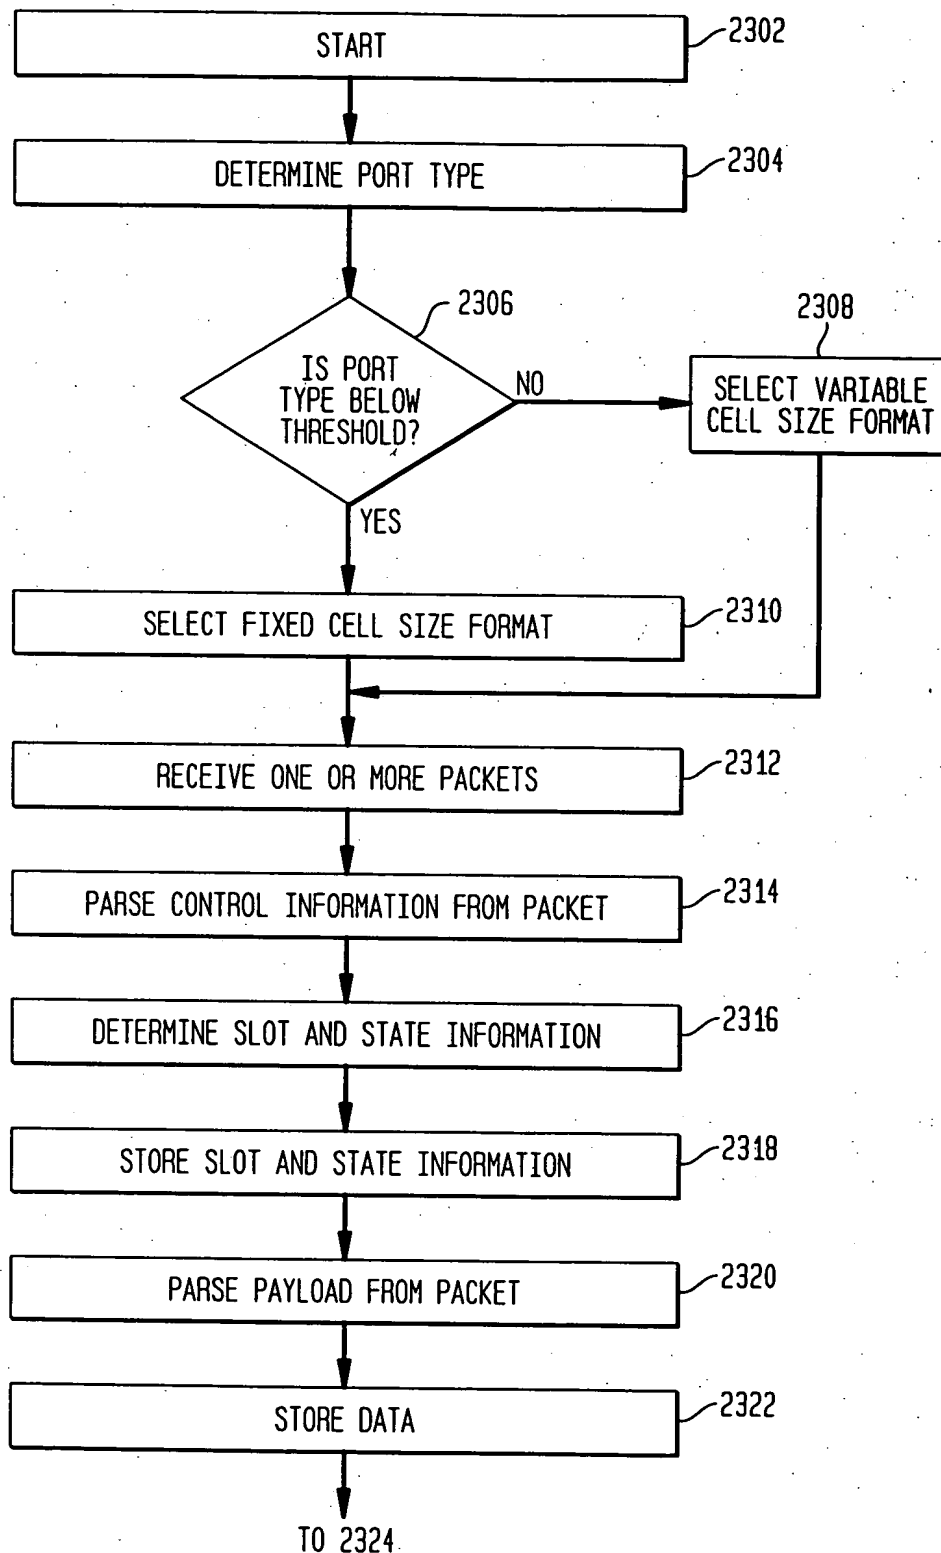 START
2302
DETERMINE PORT TYPE
2304
2306
IS PORT
TYPE BELOW
THRESHOLD?
NO
2308
SELECT VARIABLE
CELL SIZE FORMAT
YES
SELECT FIXED CELL SIZE FORMAT
2310
RECEIVE ONE OR MORE PACKETS
2312
PARSE CONTROL INFORMATION FROM PACKET
2314
DETERMINE SLOT AND STATE INFORMATION
2316
STORE SLOT AND STATE INFORMATION
2318
PARSE PAYLOAD FROM PACKET
2320
STORE DATA
2322
TO 2324